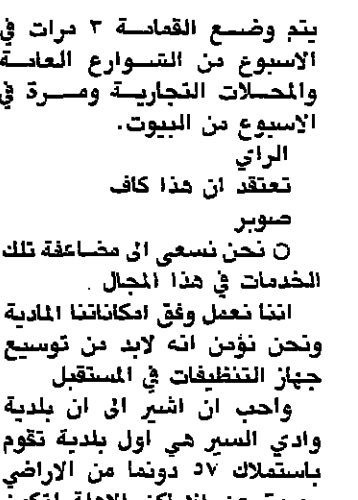 يتم وضع القمامة ٣ مرات في
الاسبوع من الشوارع العامة
والمحلات التجارية ومرة في
الاسبوع من البيوت.
الراي
تعتقد ان هذا كاف
صوبر
○ نحن نسعى الى مضاعفة تلك
الخدمات في هذا المجال .
اننا نعمل وفق امكاناتنا المادية
ونحن نؤمن انه لابد من توسيع
جهاز التنظيفات في المستقبل
واحب ان اشير الى ان بلدية
وادي السير هي اول بلدية تقوم
باستملاك ٥٧ دونما من الاراضي